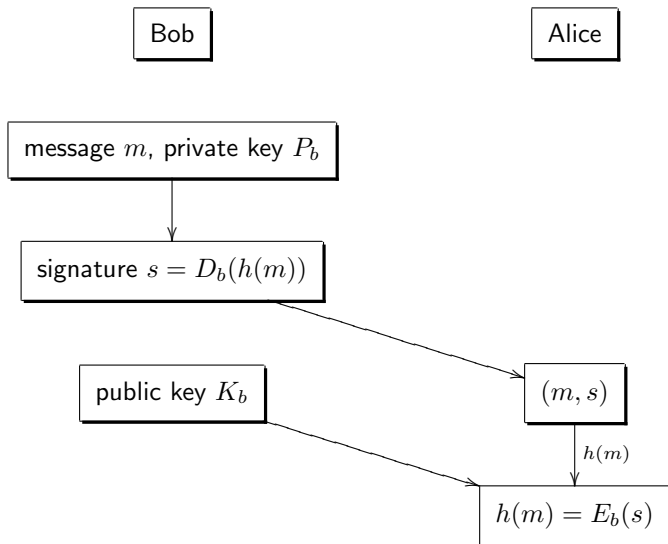 Bob
Alice
message m, private key P_b
signature s = D_b(h(m))
public key K_b
(m, s)
h(m)
h(m) = E_b(s)